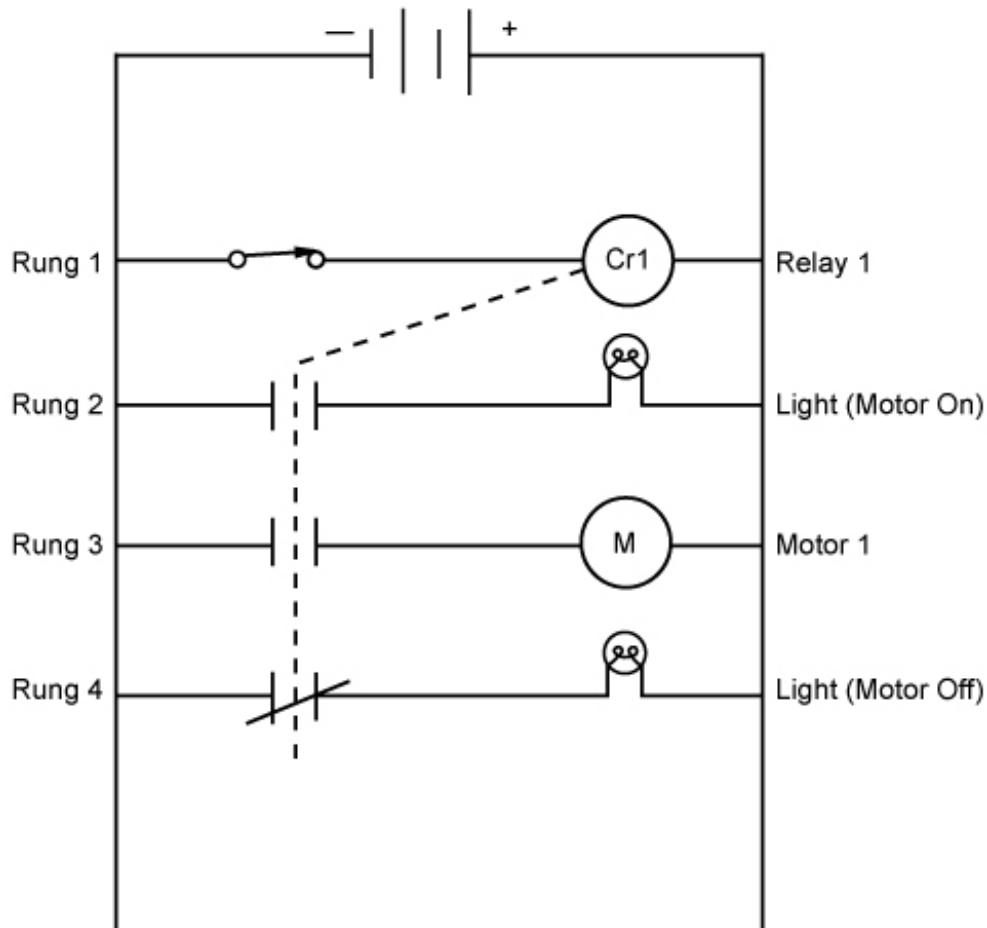 — +
Rung 1 Cr1 Relay 1
Rung 2 Light (Motor On)
Rung 3 M Motor 1
Rung 4 Light (Motor Off)